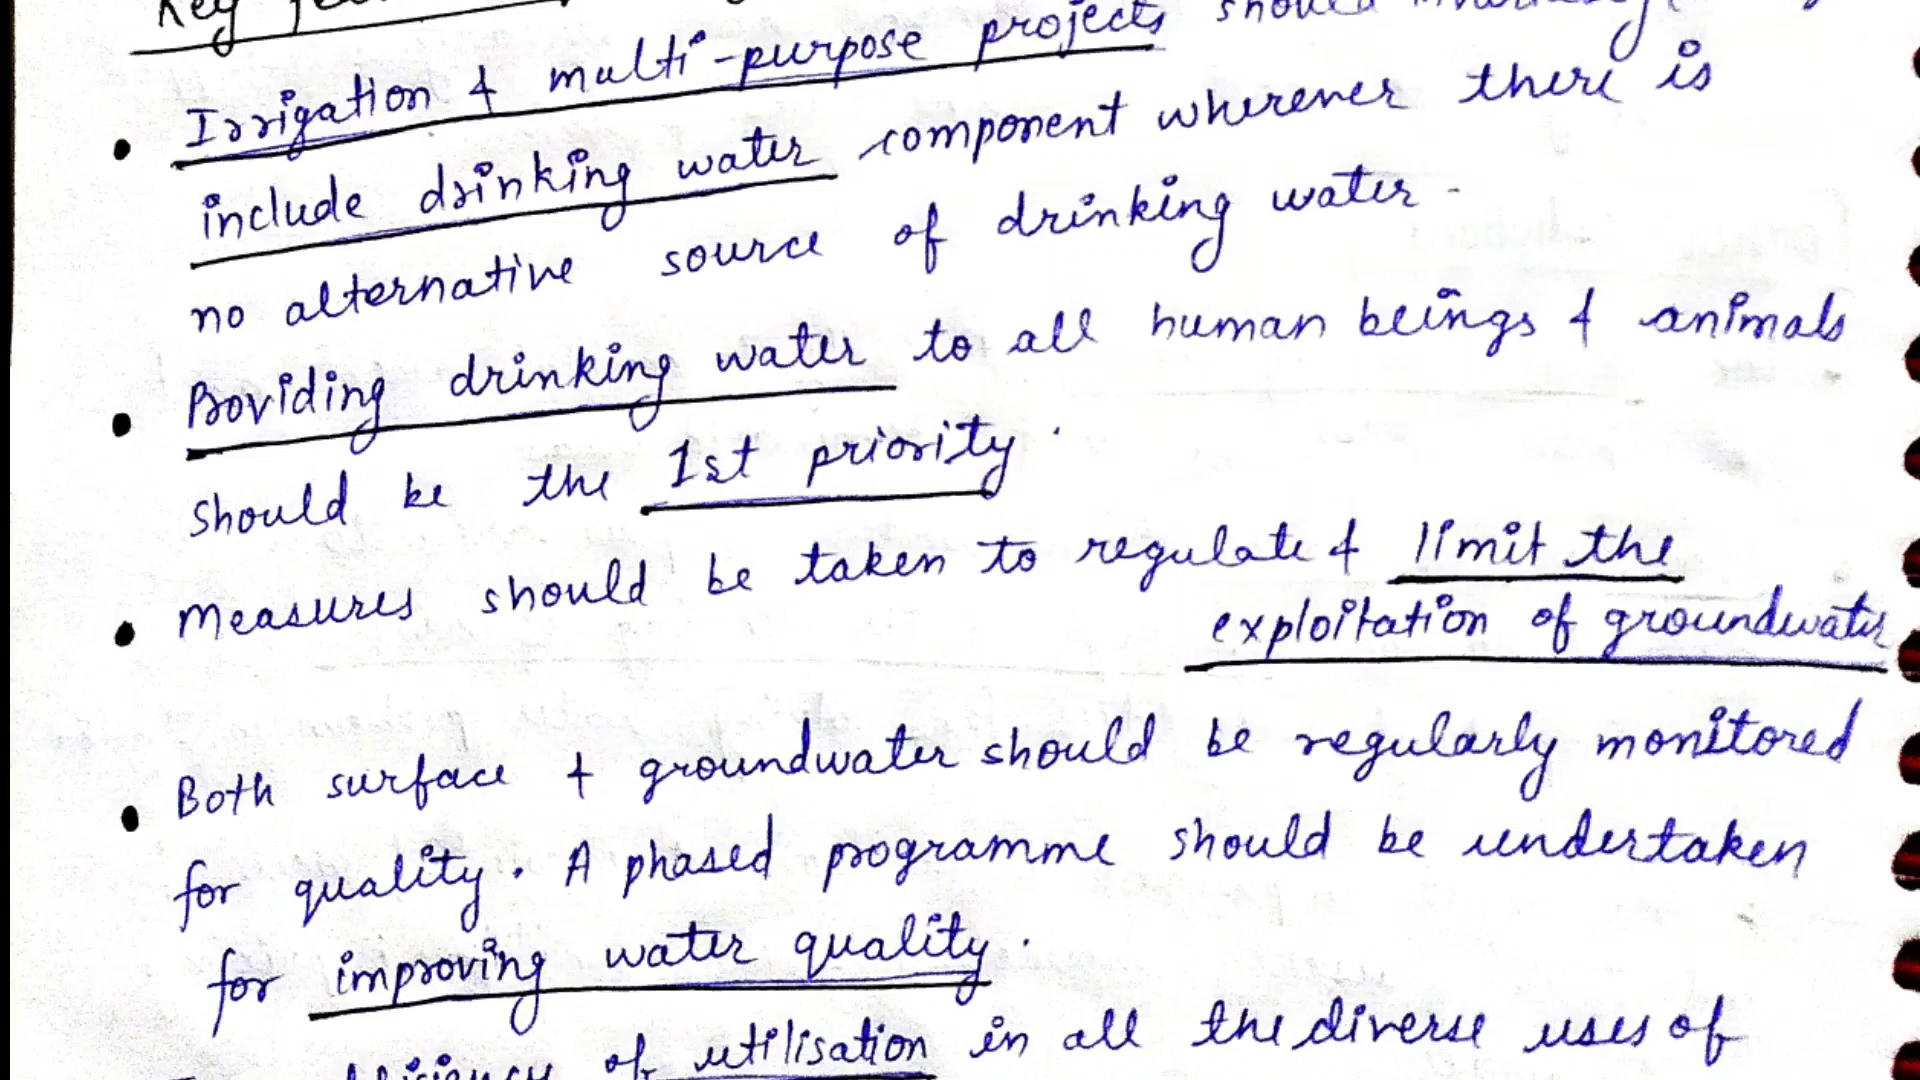 Key
• Irrigation & multi-purpose projects should
include drinking water component wherever there is
no alternative source of drinking water.
• Providing drinking water to all human beings & animals
should be the 1st priority.
• Measures should be taken to regulate & limit the
exploitation of groundwater
• Both surface & groundwater should be regularly monitored
for quality. A phased programme should be undertaken
for improving water quality.
efficiency of utilisation in all the diverse uses of